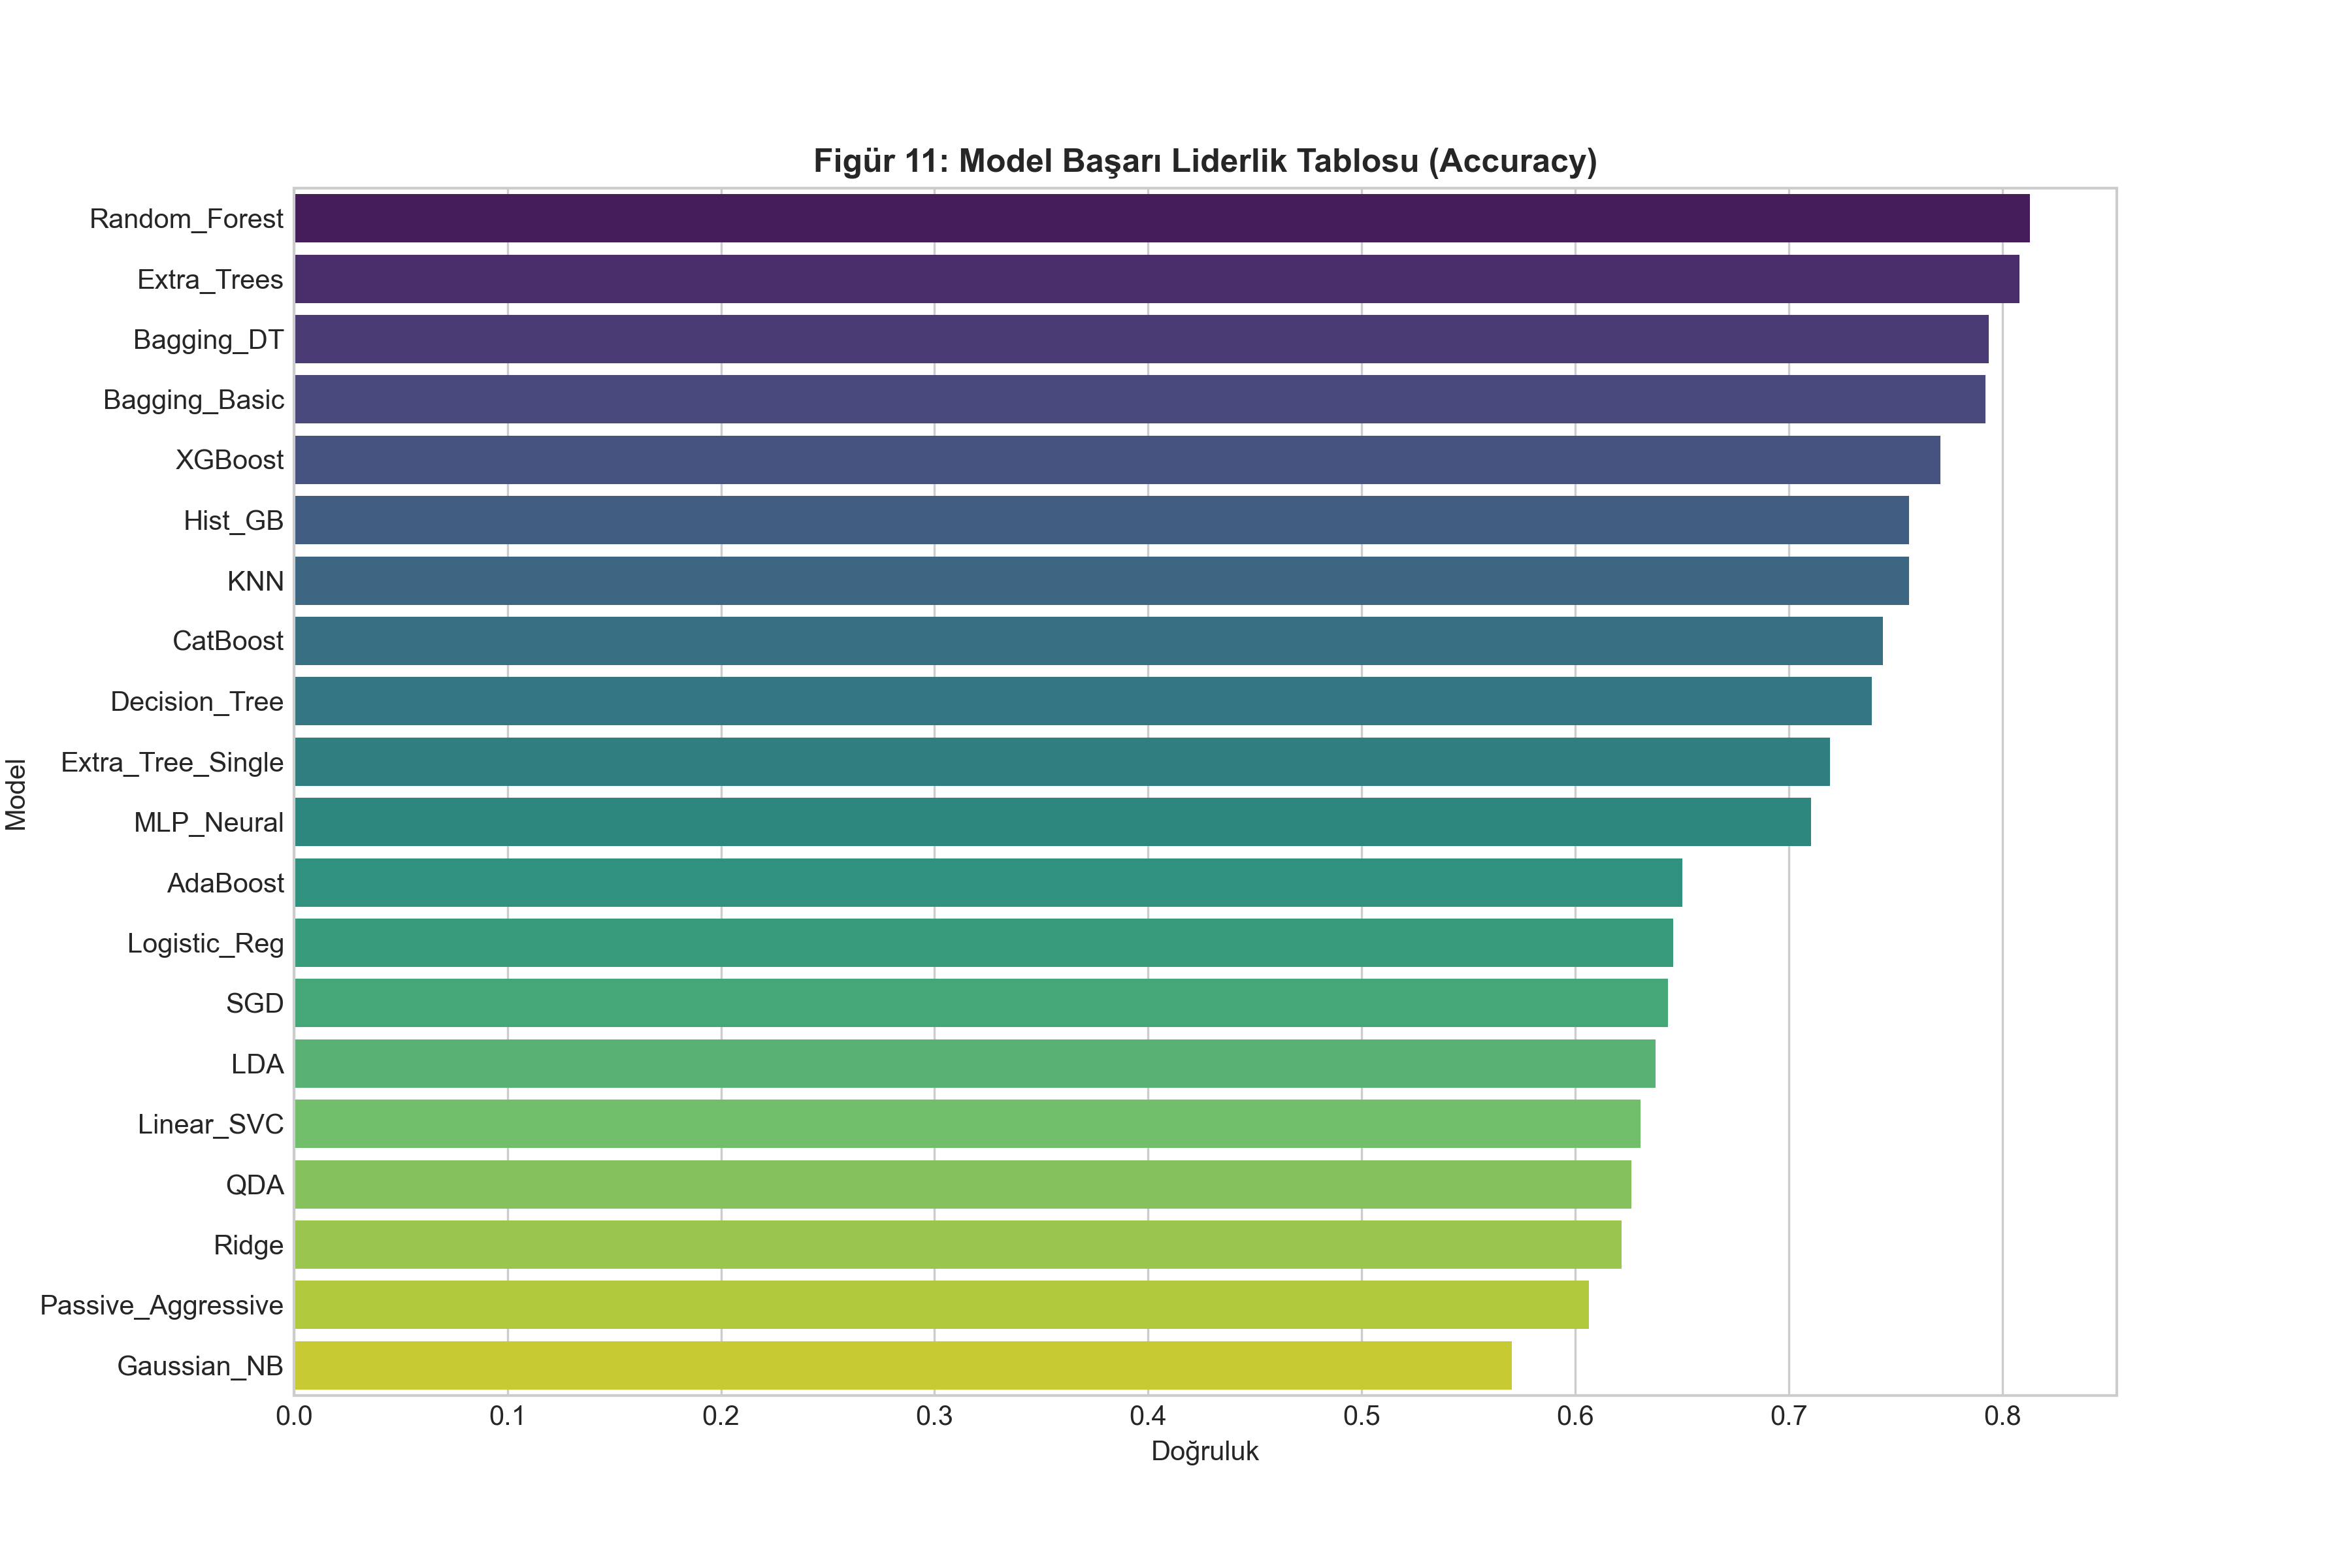 Figür 11: Model Başarı Liderlik Tablosu (Accuracy)
Model
Random_Forest
Extra_Trees
Bagging_DT
Bagging_Basic
XGBoost
Hist_GB
KNN
CatBoost
Decision_Tree
Extra_Tree_Single
MLP_Neural
AdaBoost
Logistic_Reg
SGD
LDA
Linear_SVC
QDA
Ridge
Passive_Aggressive
Gaussian_NB
0.0 0.1 0.2 0.3 0.4 0.5 0.6 0.7 0.8
Doğruluk